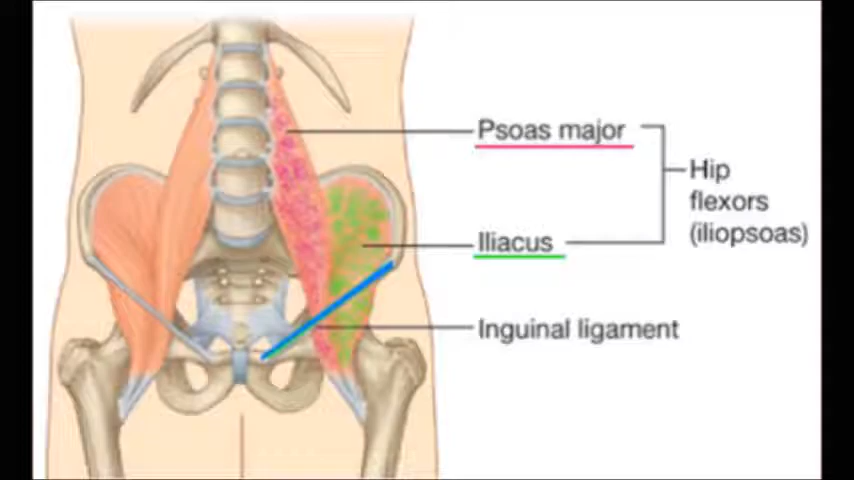 Psoas major
Iliacus
Inguinal ligament
Hip
flexors
(iliopsoas)